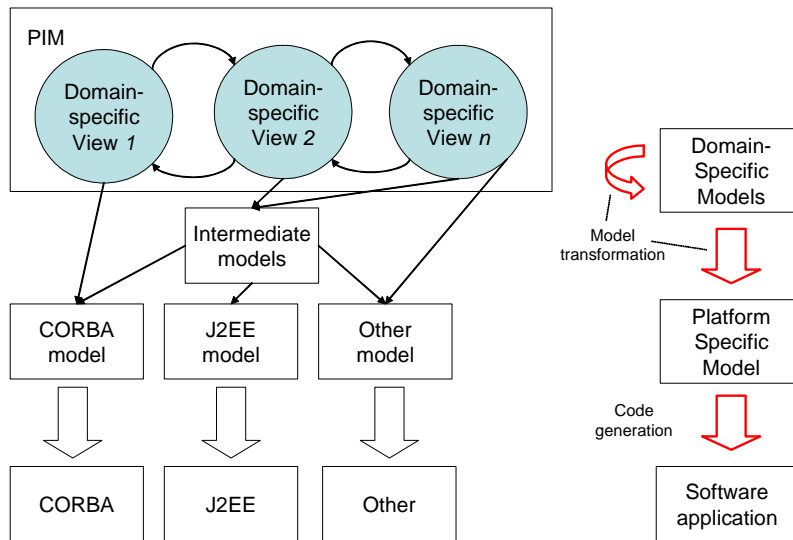 PIM
Domain-
specific
View 1
Domain-
specific
View 2
Domain-
specific
View n
Intermediate
models
CORBA
model
J2EE
model
Other
model
CORBA
J2EE
Other
Domain-
Specific
Models
Model
transformation
Platform
Specific
Model
Code
generation
Software
application